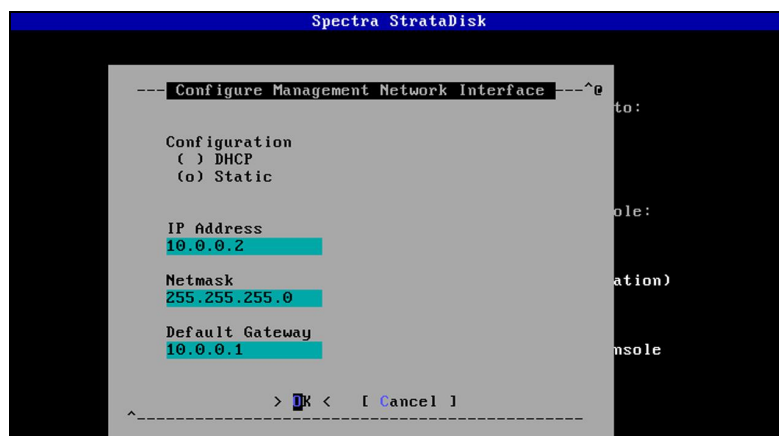 Spectra StrataDisk
--- Configure Management Network Interface ---^@
to:
Configuration
( ) DHCP
(o) Static
ole:
IP Address
10.0.0.2
Netmask
ation)
255.255.255.0
Default Gateway
10.0.0.1
nsole
> OK < [ Cancel ]
^----------------------------------------------